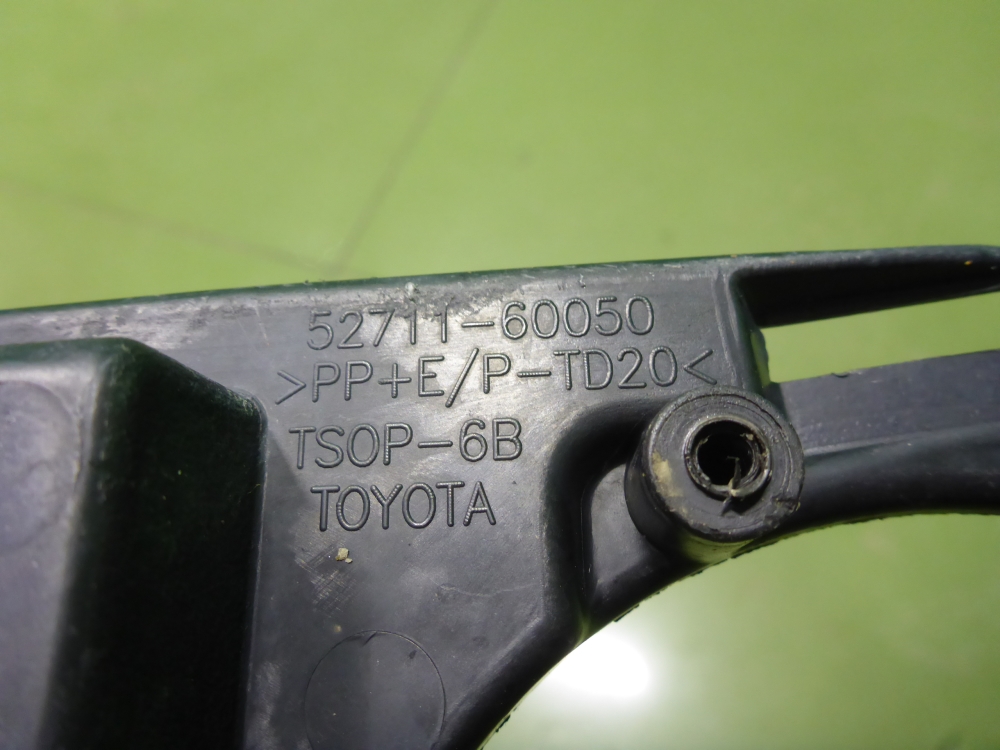 52711-60050
>PP+E/P-TD20<
TSOP-6B
TOYOTA